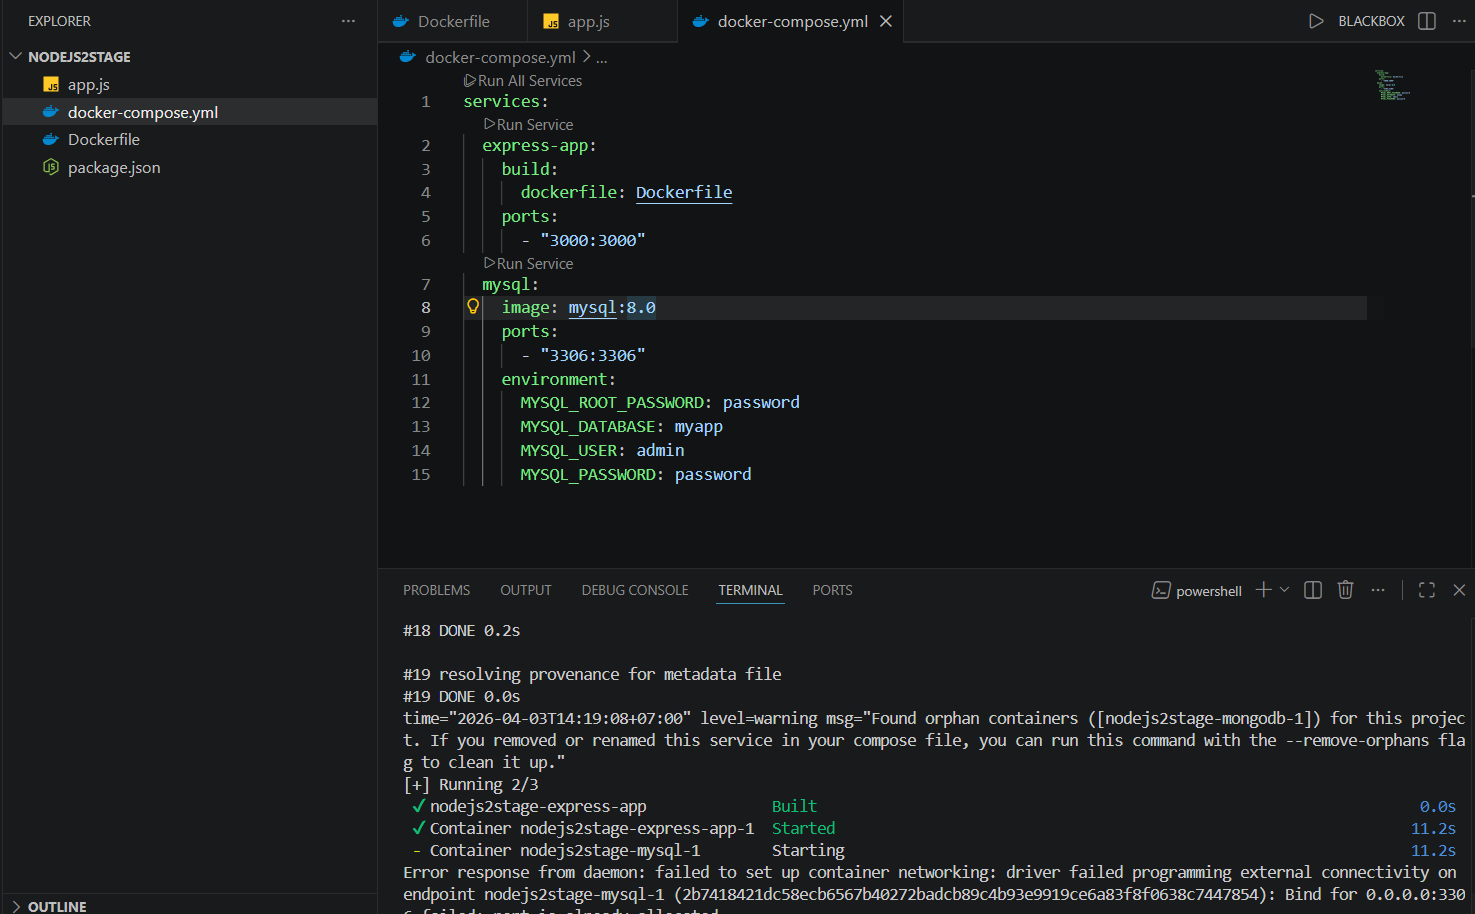 EXPLORER
NODEJS2STAGE
app.js
docker-compose.yml
Dockerfile
package.json
OUTLINE
Dockerfile
app.js
docker-compose.yml
BLACKBOX
docker-compose.yml > ...
Run All Services
1 services:
Run Service
2 express-app:
3 build:
4 dockerfile: Dockerfile
5 ports:
6 - "3000:3000"
Run Service
7 mysql:
8 image: mysql:8.0
9 ports:
10 - "3306:3306"
11 environment:
12 MYSQL_ROOT_PASSWORD: password
13 MYSQL_DATABASE: myapp
14 MYSQL_USER: admin
15 MYSQL_PASSWORD: password
PROBLEMS OUTPUT DEBUG CONSOLE TERMINAL PORTS powershell
#18 DONE 0.2s
#19 resolving provenance for metadata file
#19 DONE 0.0s
time="2026-04-03T14:19:08+07:00" level=warning msg="Found orphan containers ([nodejs2stage-mongodb-1]) for this projec
t. If you removed or renamed this service in your compose file, you can run this command with the --remove-orphans fla
g to clean it up."
[+] Running 2/3
✓ nodejs2stage-express-app Built 0.0s
✓ Container nodejs2stage-express-app-1 Started 11.2s
- Container nodejs2stage-mysql-1 Starting 11.2s
Error response from daemon: failed to set up container networking: driver failed programming external connectivity on
endpoint nodejs2stage-mysql-1 (2b7418421dc58ecb6567b40272badcb89c4b93e9919ce6a83f8f0638c7447854): Bind for 0.0.0.0:330
6 failed: port is already allocated